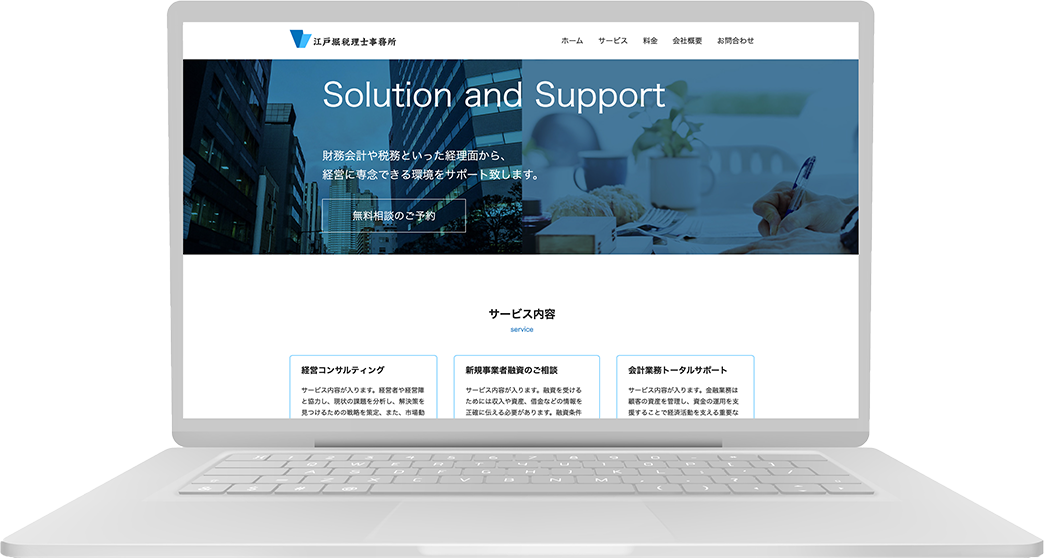 江戸堀税理士事務所
ホーム サービス 料金 会社概要 お問合わせ
Solution and Support
財務会計や税務といった経理面から、
経営に専念できる環境をサポート致します。
無料相談のご予約
サービス内容
service
経営コンサルティング
サービス内容が入ります。経営者や経営陣
と協力し、現状の課題を分析し、解決策を
見つけるための戦略を策定、また、市場動
新規事業者融資のご相談
サービス内容が入ります。融資を受ける
ためには収入や資産、借金などの情報を
正確に伝える必要があります。融資条件
会計業務トータルサポート
サービス内容が入ります。金融業務は
顧客の資産を管理し、資金の運用を支
援することで経済活動を支える重要な